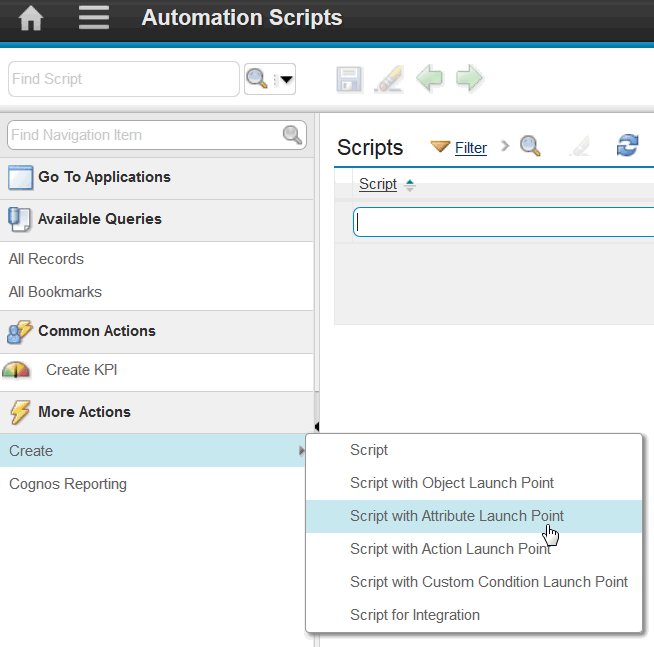 Automation Scripts
Find Script
Find Navigation Item
Go To Applications
Available Queries
All Records
All Bookmarks
Common Actions
Create KPI
More Actions
Create
Cognos Reporting
Scripts Filter
Script
Script
Script with Object Launch Point
Script with Attribute Launch Point
Script with Action Launch Point
Script with Custom Condition Launch Point
Script for Integration